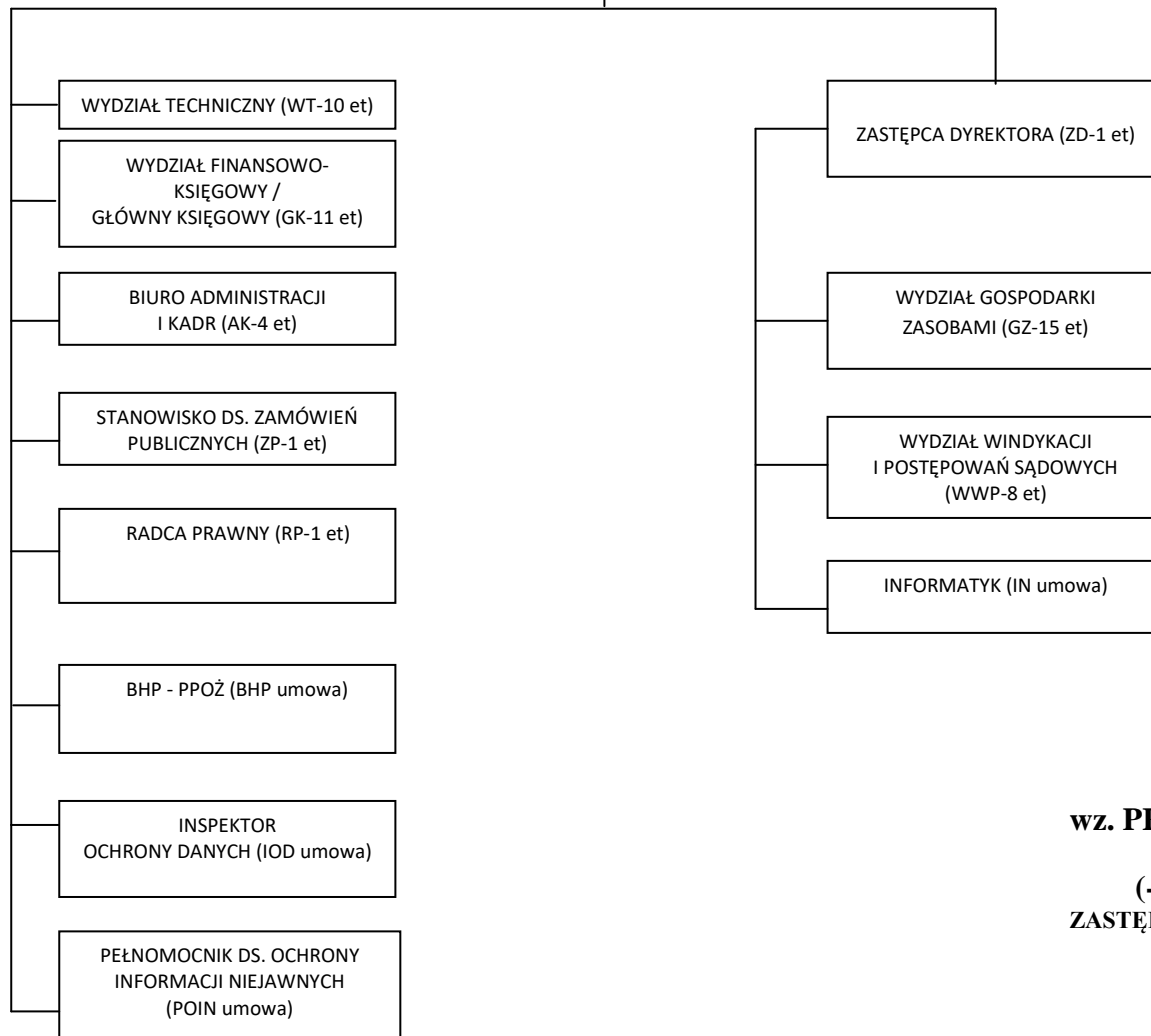 WYDZIAŁ TECHNICZNY (WT-10 et)
WYDZIAŁ FINANSOWO-
KSIĘGOWY /
GŁÓWNY KSIĘGOWY (GK-11 et)
BIURO ADMINISTRACJI
I KADR (AK-4 et)
STANOWISKO DS. ZAMÓWIEŃ
PUBLICZNYCH (ZP-1 et)
RADCA PRAWNY (RP-1 et)
BHP - PPOŻ (BHP umowa)
INSPEKTOR
OCHRONY DANYCH (IOD umowa)
PEŁNOMOCNIK DS. OCHRONY
INFORMACJI NIEJAWNYCH
(POIN umowa)
ZASTĘPCA DYREKTORA (ZD-1 et)
WYDZIAŁ GOSPODARKI
ZASOBAMI (GZ-15 et)
WYDZIAŁ WINDYKACJI
I POSTĘPOWAŃ SĄDOWYCH
(WWP-8 et)
INFORMATYK (IN umowa)
wz.